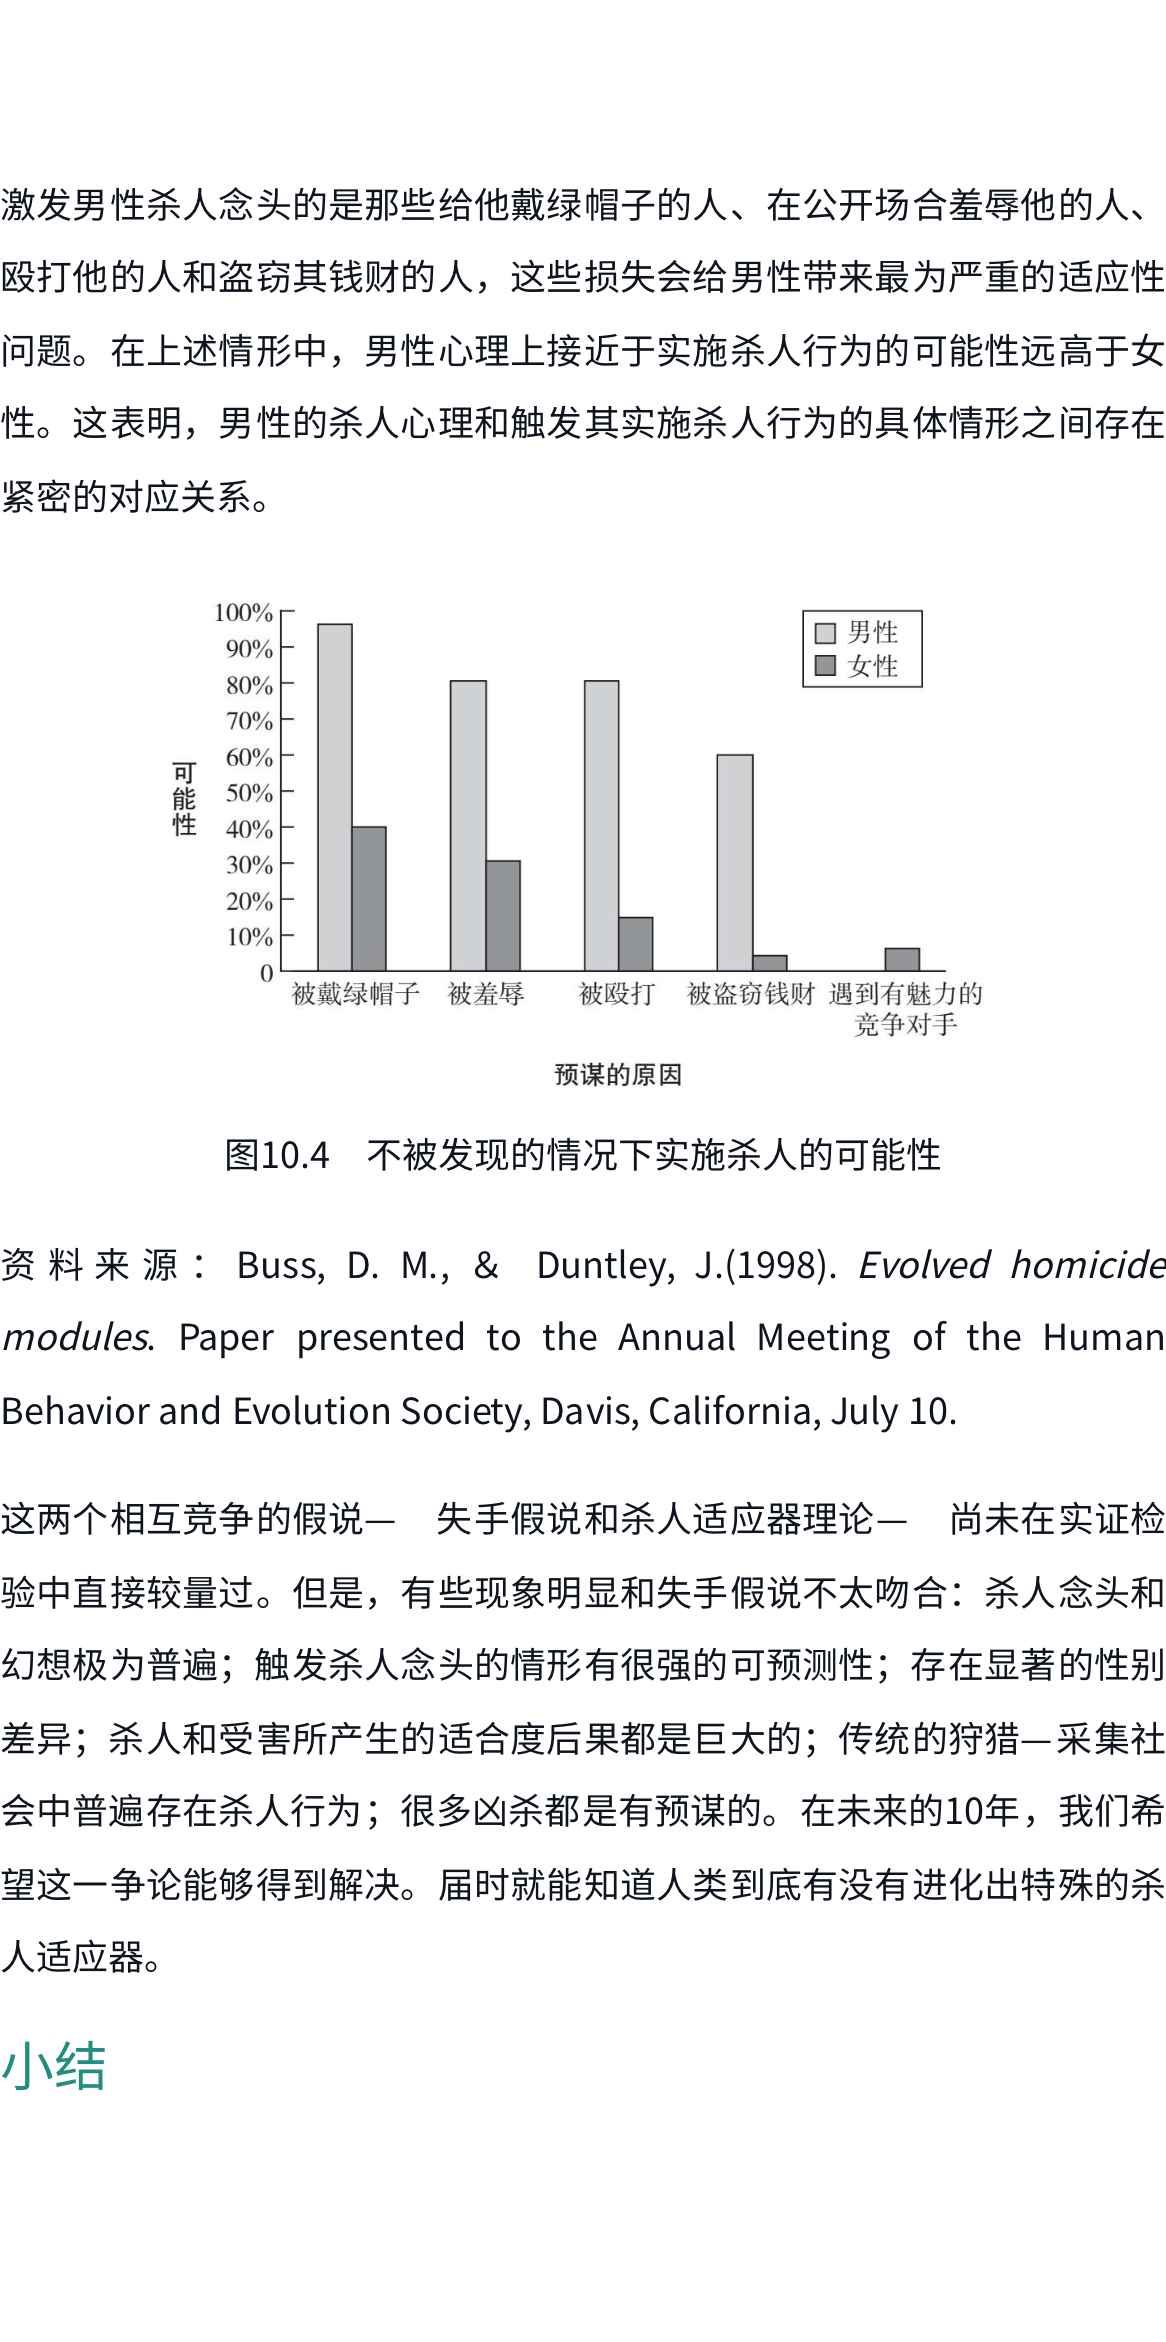 激发男性杀人念头的是那些给他戴绿帽子的人、在公开场合羞辱他的人、
殴打他的人和盗窃其钱财的人，这些损失会给男性带来最为严重的适应性
问题。在上述情形中，男性心理上接近于实施杀人行为的可能性远高于女
性。这表明，男性的杀人心理和触发其实施杀人行为的具体情形之间存在
紧密的对应关系。
100%
90%
80%
70%
60%
50%
40%
30%
20%
10%
0
可能性
男性
女性
被戴绿帽子 被羞辱 被殴打 被盗窃钱财 遇到有魅力的
竞争对手
预谋的原因
图10.4　不被发现的情况下实施杀人的可能性
资料来源：Buss, D. M., & Duntley, J.(1998). Evolved homicide
modules. Paper presented to the Annual Meeting of the Human
Behavior and Evolution Society, Davis, California, July 10.
这两个相互竞争的假说—　失手假说和杀人适应器理论—　尚未在实证检
验中直接较量过。但是，有些现象明显和失手假说不太吻合：杀人念头和
幻想极为普遍；触发杀人念头的情形有很强的可预测性；存在显著的性别
差异；杀人和受害所产生的适合度后果都是巨大的；传统的狩猎—采集社
会中普遍存在杀人行为；很多凶杀都是有预谋的。在未来的10年，我们希
望这一争论能够得到解决。届时就能知道人类到底有没有进化出特殊的杀
人适应器。
小结